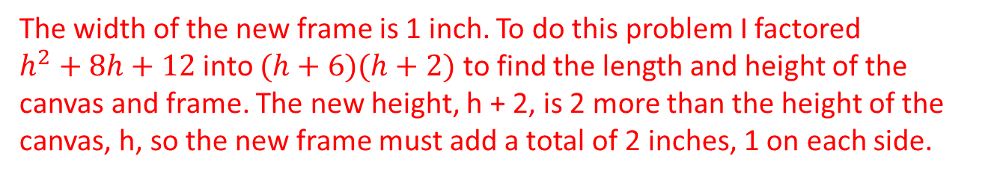 The width of the new frame is 1 inch. To do this problem I factored
h² + 8h + 12 into (h + 6)(h + 2) to find the length and height of the
canvas and frame. The new height, h + 2, is 2 more than the height of the
canvas, h, so the new frame must add a total of 2 inches, 1 on each side.